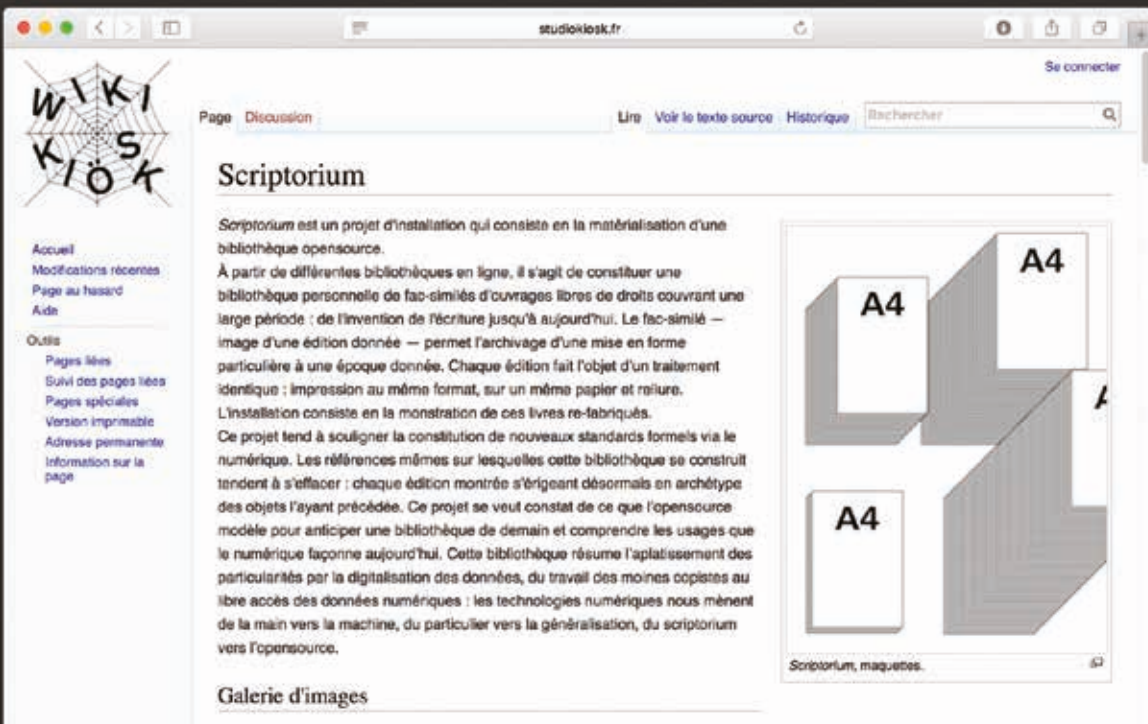 studiokiosk.fr
WIKI
KIÖSK
Se connecter
Page Discussion
Lire Voir le texte source Historique Rechercher
Scriptorium
Accueil
Modifications récentes
Page au hasard
Aide
Outils
Pages liées
Suivi des pages liées
Pages spéciales
Version imprimable
Adresse permanente
Information sur la
page
Scriptorium est un projet d'installation qui consiste en la matérialisation d'une
bibliothèque opensource.
À partir de différentes bibliothèques en ligne, il s'agit de constituer une
bibliothèque personnelle de fac-similés d'ouvrages libres de droits couvrant une
large période : de l'invention de l'écriture jusqu'à aujourd'hui. Le fac-similé —
image d'une édition donnée — permet l'archivage d'une mise en forme
particulière à une époque donnée. Chaque édition fait l'objet d'un traitement
identique : impression au même format, sur un même papier et reliure.
L'installation consiste en la monstration de ces livres re-fabriqués.
Ce projet tend à souligner la constitution de nouveaux standards formels via le
numérique. Les références mêmes sur lesquelles cette bibliothèque se construit
tendent à s'effacer : chaque édition montrée s'érigeant désormais en archétype
des objets l'ayant précédée. Ce projet se veut constat de ce que l'opensource
modèle pour anticiper une bibliothèque de demain et comprendre les usages que
le numérique façonne aujourd'hui. Cette bibliothèque résume l'aplatissement des
particularités par la digitalisation des données, du travail des moines copistes au
libre accès des données numériques : les technologies numériques nous mènent
de la main vers la machine, du particulier vers la généralisation, du scriptorium
vers l'opensource.
A4
A4
A
A4
Scriptorium, maquettes.
Galerie d'images